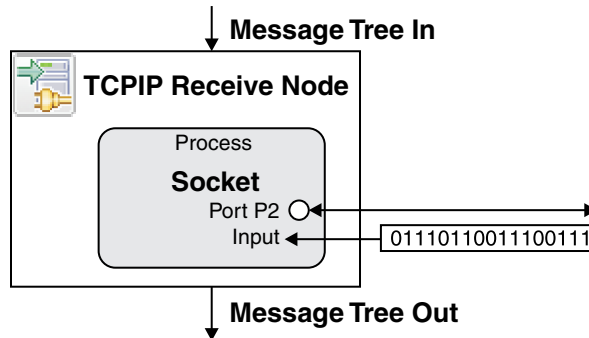 Message Tree In
TCPIP Receive Node
Process
Socket
Port P2
Input
01110110011100111
Message Tree Out